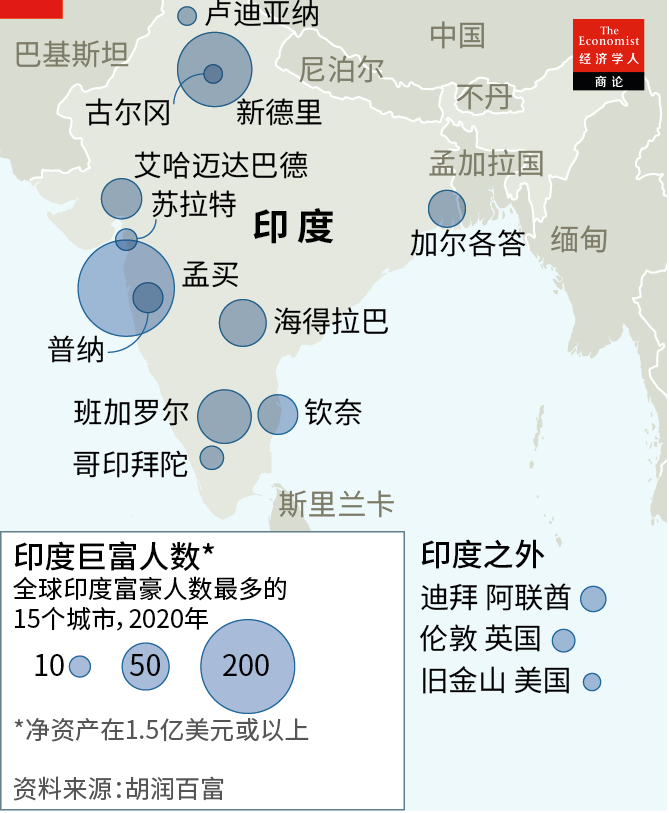 卢迪亚纳
The
Economist
经济学人
商论
中国
巴基斯坦
尼泊尔
不丹
古尔冈
新德里
艾哈迈达巴德
孟加拉国
苏拉特
印度
加尔各答
缅甸
孟买
海得拉巴
普纳
班加罗尔
钦奈
哥印拜陀
斯里兰卡
印度巨富人数*
全球印度富豪人数最多的
15个城市，2020年
10 50 200
*净资产在1.5亿美元或以上
资料来源：胡润百富
印度之外
迪拜 阿联酋
伦敦 英国
旧金山 美国